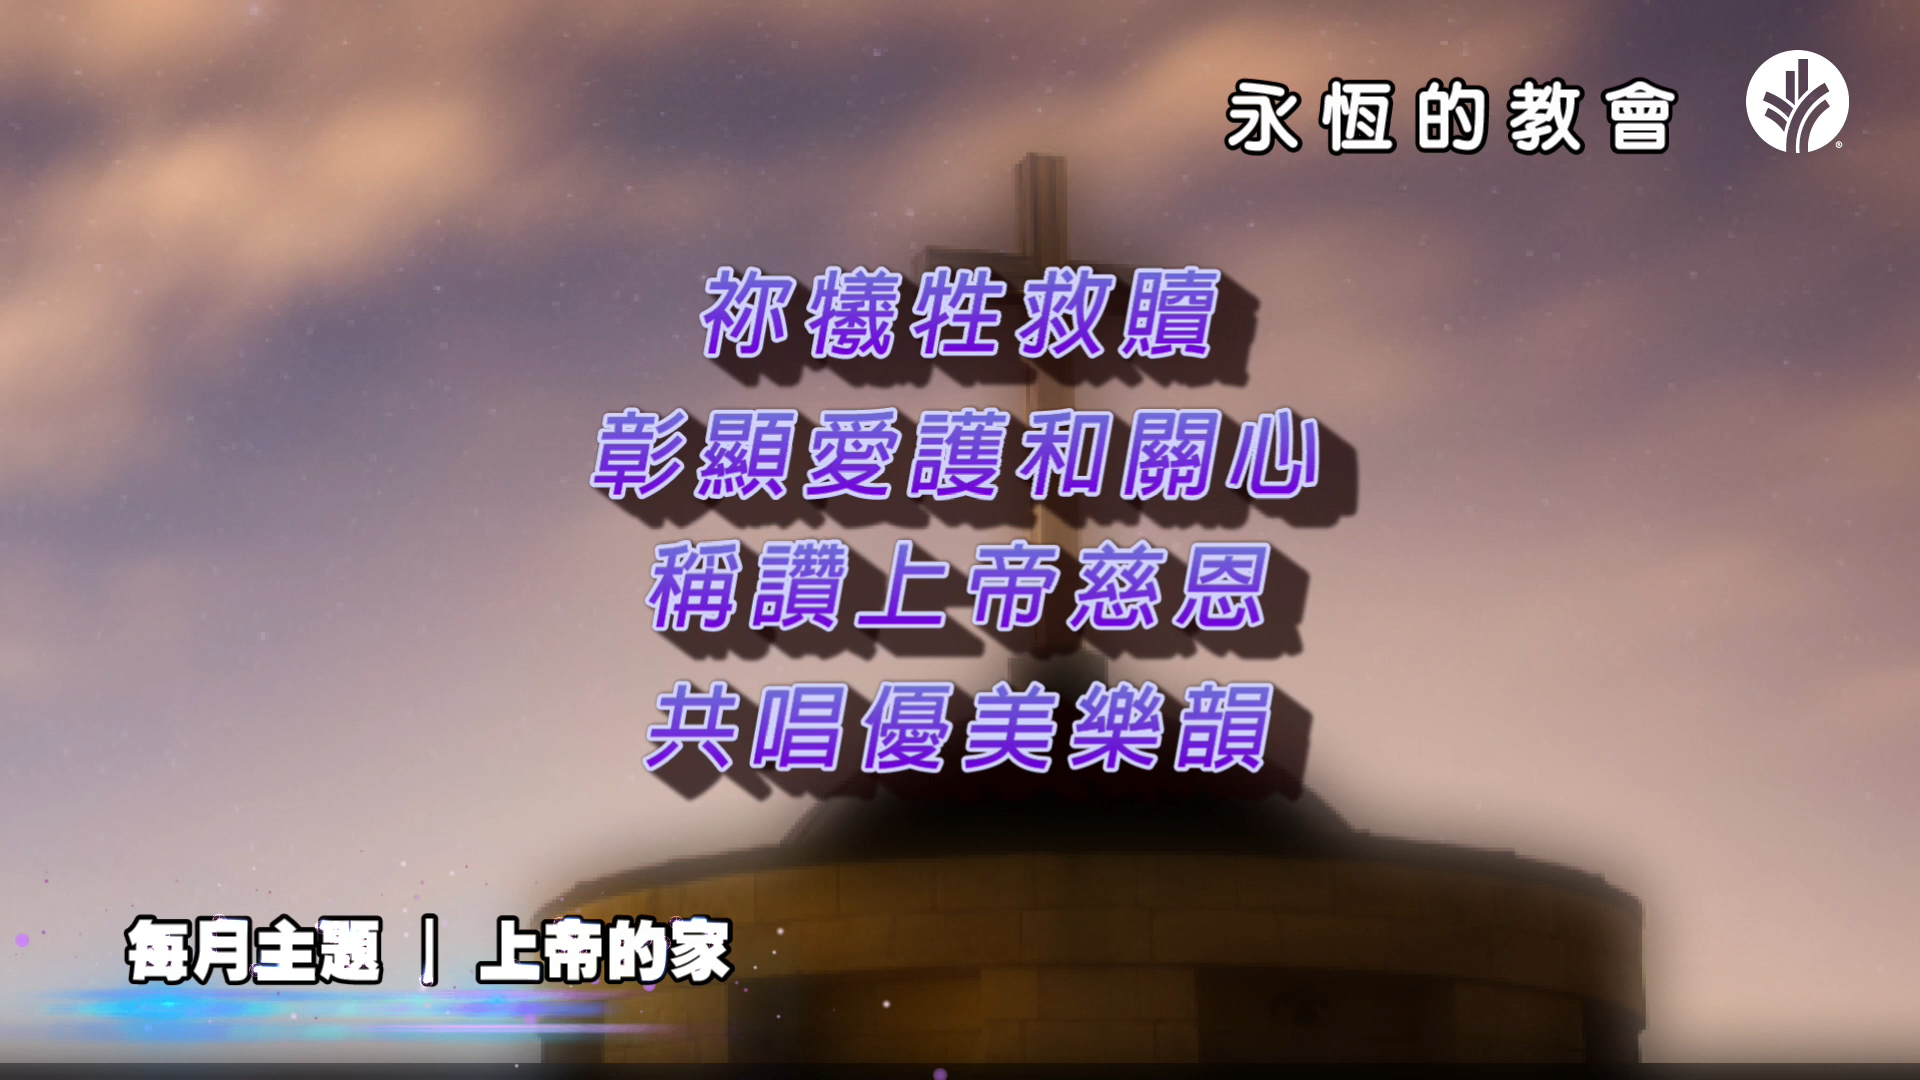 永恆的教會
祢犧牲救贖
彰顯愛護和關心
稱讚上帝慈恩
共唱優美樂韻
每月主題 | 上帝的家